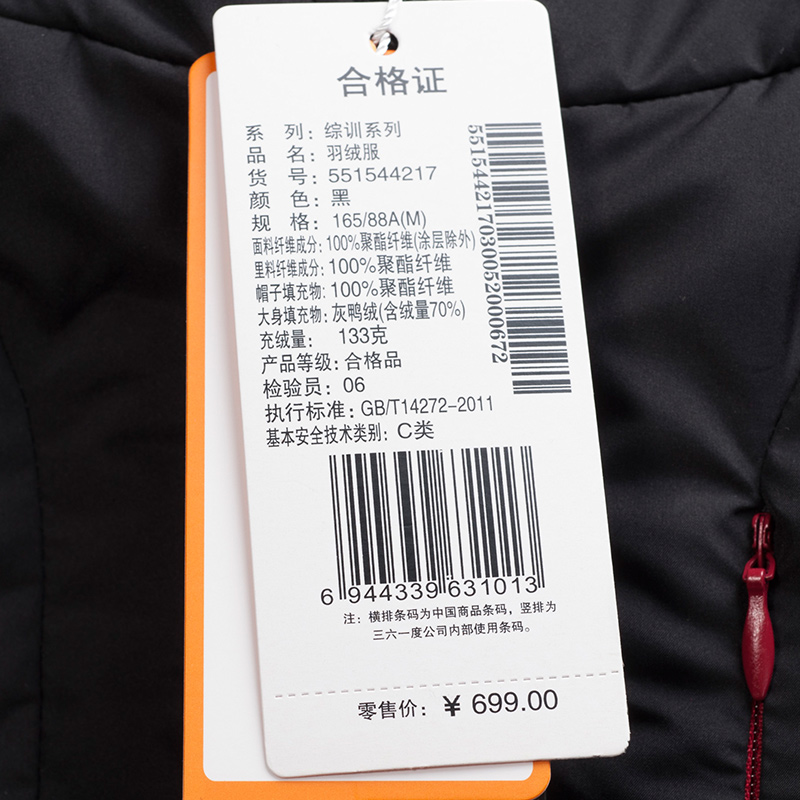 合格证
系 列：综训系列
品 名：羽绒服
货 号：551544217
颜 色：黑
规 格：165/88A(M)
面料纤维成分：100%聚酯纤维(涂层除外)
里料纤维成分：100%聚酯纤维
帽子填充物：100%聚酯纤维
大身填充物：灰鸭绒(含绒量70%)
充绒量：133克
产品等级：合格品
检验员：06
执行标准：GB/T14272-2011
基本安全技术类别：C类
551544217030052000672
6 944339 631013
注：横排条码为中国商品条码，竖排为
三六一度公司内部使用条码。
零售价：￥ 699.00